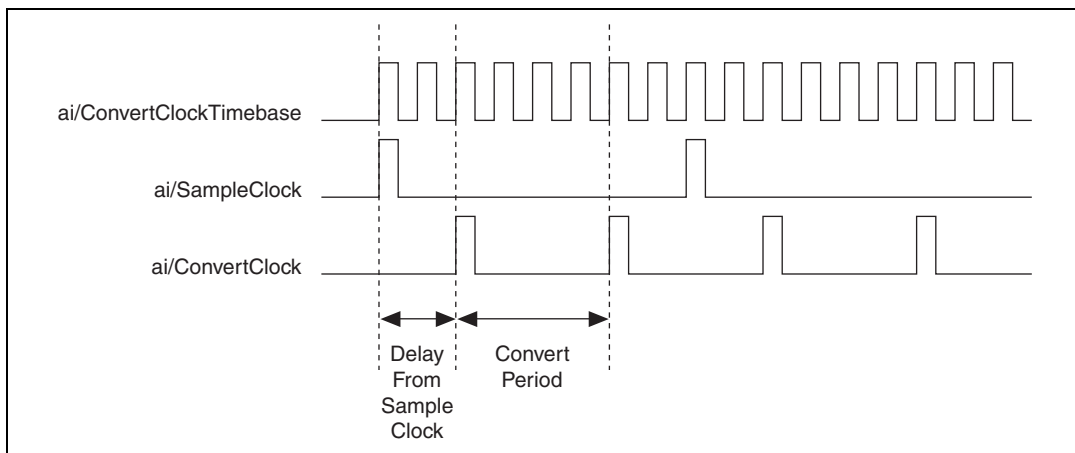 ai/ConvertClockTimebase
ai/SampleClock
ai/ConvertClock
Delay
From
Sample
Clock
Convert
Period